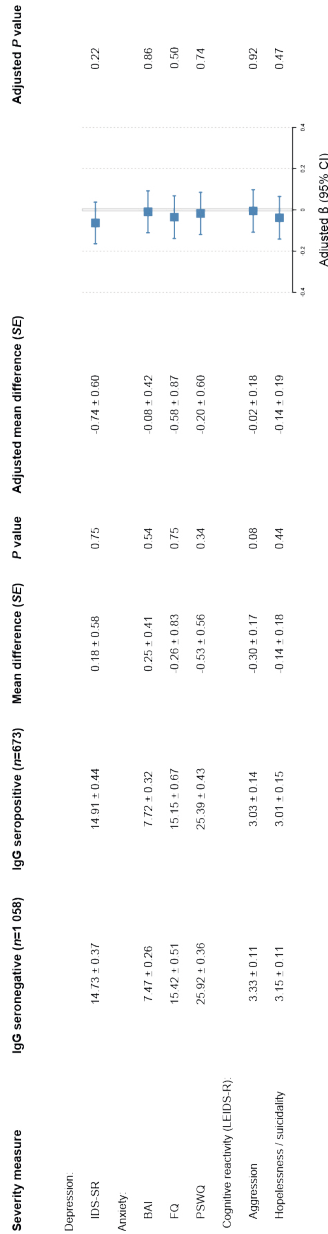 Severity measure IgG seronegative (n=1 058) IgG seropositive (n=673) Mean difference (SE) P value Adjusted mean difference (SE) Adjusted P value
Depression:
IDS-SR 14.73 ± 0.37 14.91 ± 0.44 0.18 ± 0.58 0.75 -0.74 ± 0.60 0.22
Anxiety:
BAI 7.47 ± 0.26 7.72 ± 0.32 0.25 ± 0.41 0.54 -0.08 ± 0.42 0.86
FQ 15.42 ± 0.51 15.15 ± 0.67 -0.26 ± 0.83 0.75 -0.58 ± 0.87 0.50
PSWQ 25.92 ± 0.36 25.39 ± 0.43 -0.53 ± 0.56 0.34 -0.20 ± 0.60 0.74
Cognitive reactivity (LEIDS-R):
Aggression 3.33 ± 0.11 3.03 ± 0.14 -0.30 ± 0.17 0.08 -0.02 ± 0.18 0.92
Hopelessness / suicidality 3.15 ± 0.11 3.01 ± 0.15 -0.14 ± 0.18 0.44 -0.14 ± 0.19 0.47
-0.4 -0.2 0 0.2 0.4
Adjusted β (95% CI)